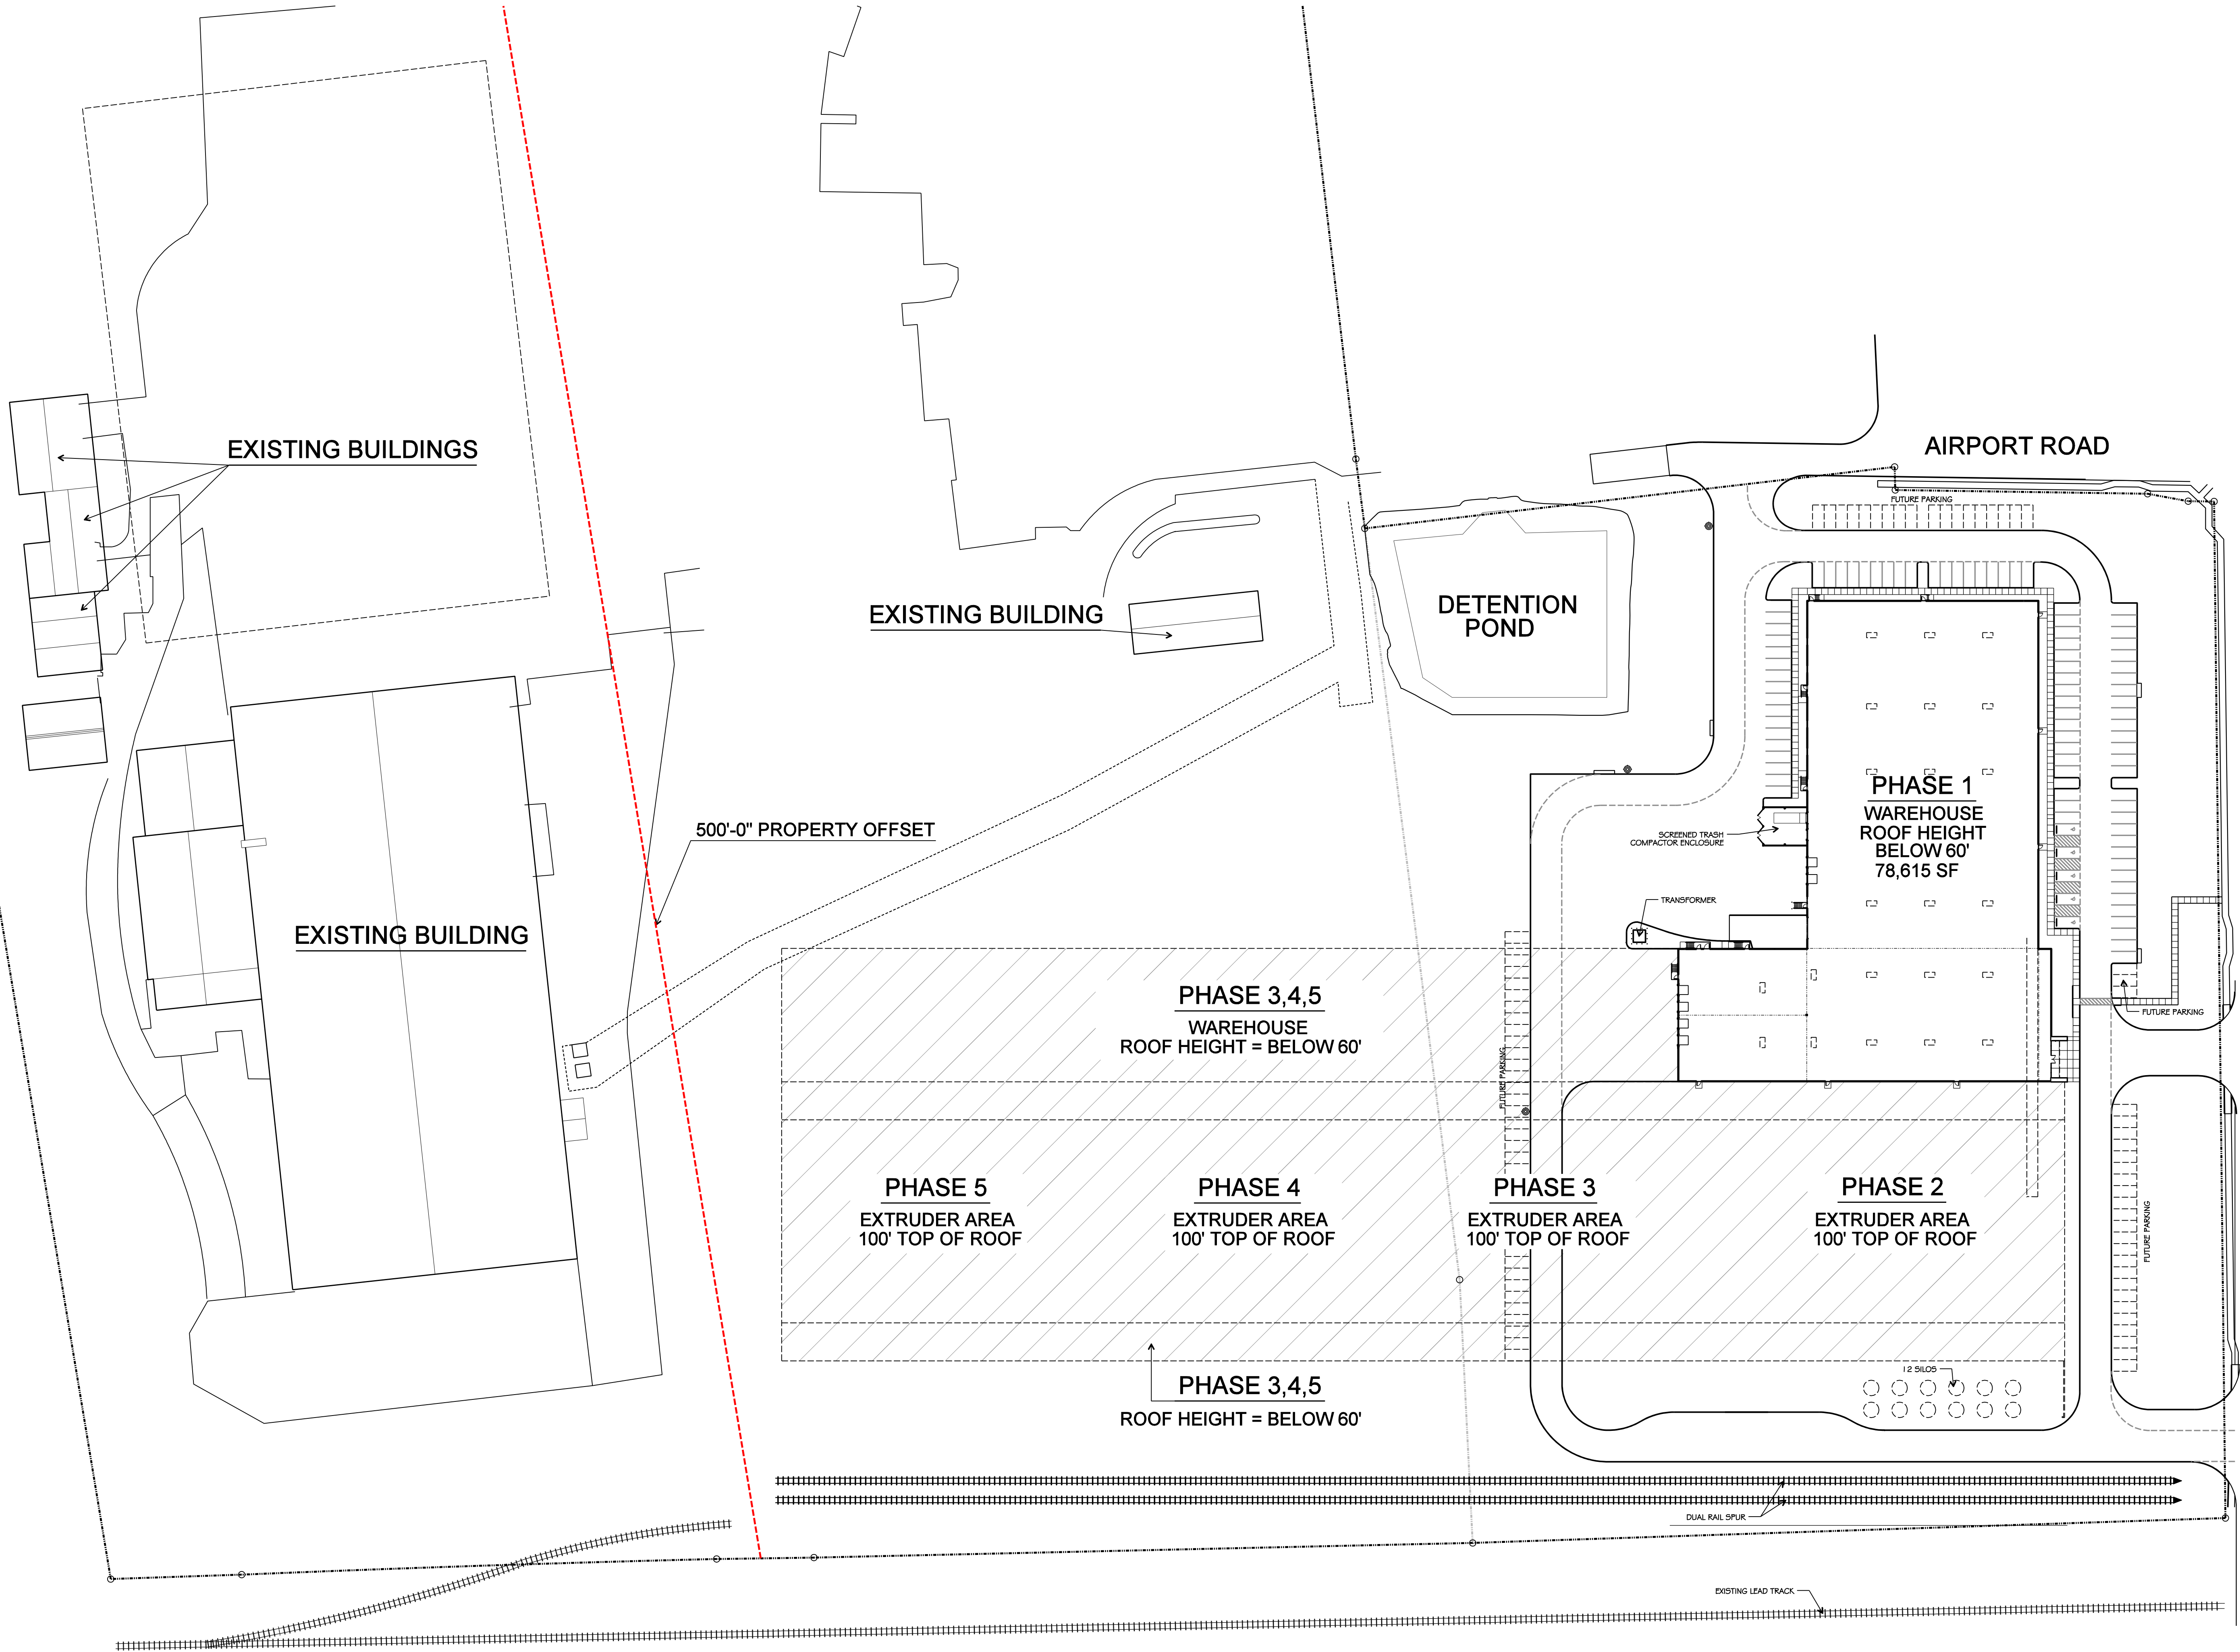 EXISTING BUILDINGS
AIRPORT ROAD
FUTURE PARKING
EXISTING BUILDING
DETENTION
POND
PHASE 1
WAREHOUSE
ROOF HEIGHT
BELOW 60'
78,615 SF
500'-0" PROPERTY OFFSET
SCREENED TRASH
COMPACTOR ENCLOSURE
TRANSFORMER
EXISTING BUILDING
PHASE 3,4,5
WAREHOUSE
ROOF HEIGHT = BELOW 60'
FUTURE PARKING
FUTURE PARKING
PHASE 5
EXTRUDER AREA
100' TOP OF ROOF
PHASE 4
EXTRUDER AREA
100' TOP OF ROOF
PHASE 3
EXTRUDER AREA
100' TOP OF ROOF
PHASE 2
EXTRUDER AREA
100' TOP OF ROOF
FUTURE PARKING
12 SILOS
PHASE 3,4,5
ROOF HEIGHT = BELOW 60'
DUAL RAIL SPUR
EXISTING LEAD TRACK